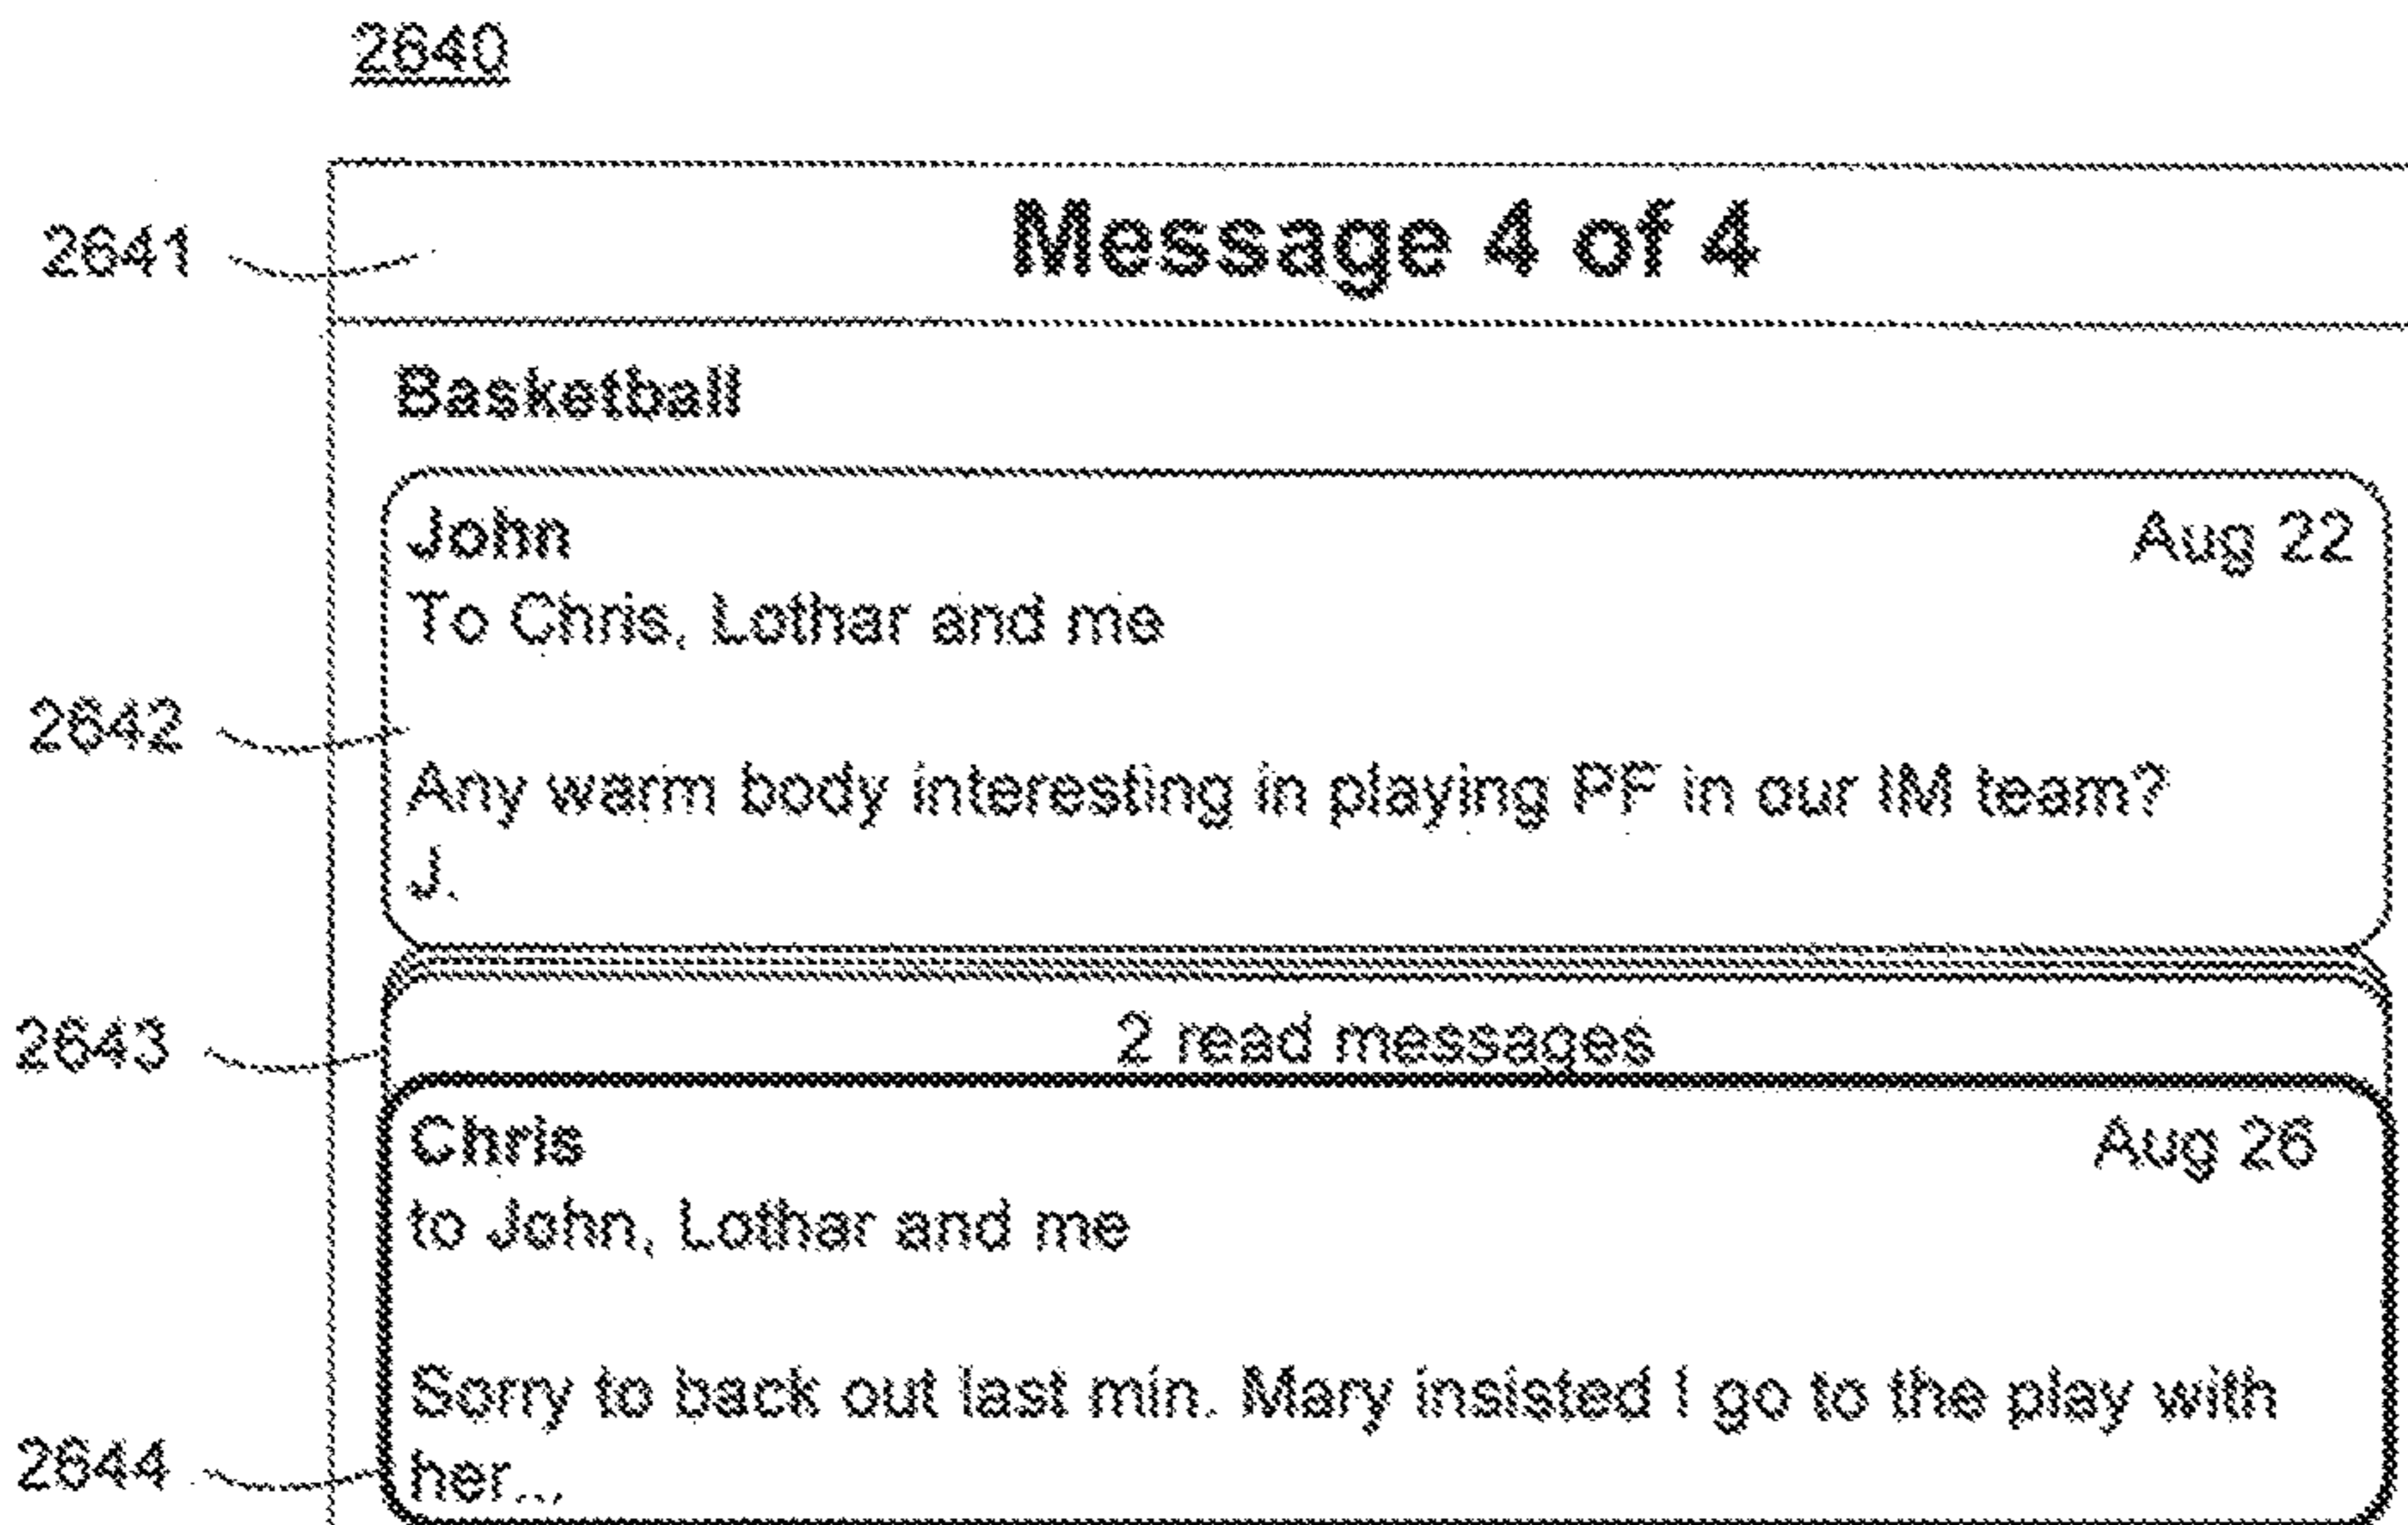 2640
2641
Message 4 of 4
Basketball
John Aug 22
To Chris, Lothar and me
2642
Any warm body interesting in playing PF in our IM team?
J.
2643
2 read messages
Chris Aug 26
to John, Lothar and me
Sorry to back out last min. Mary insisted I go to the play with
2644
her...